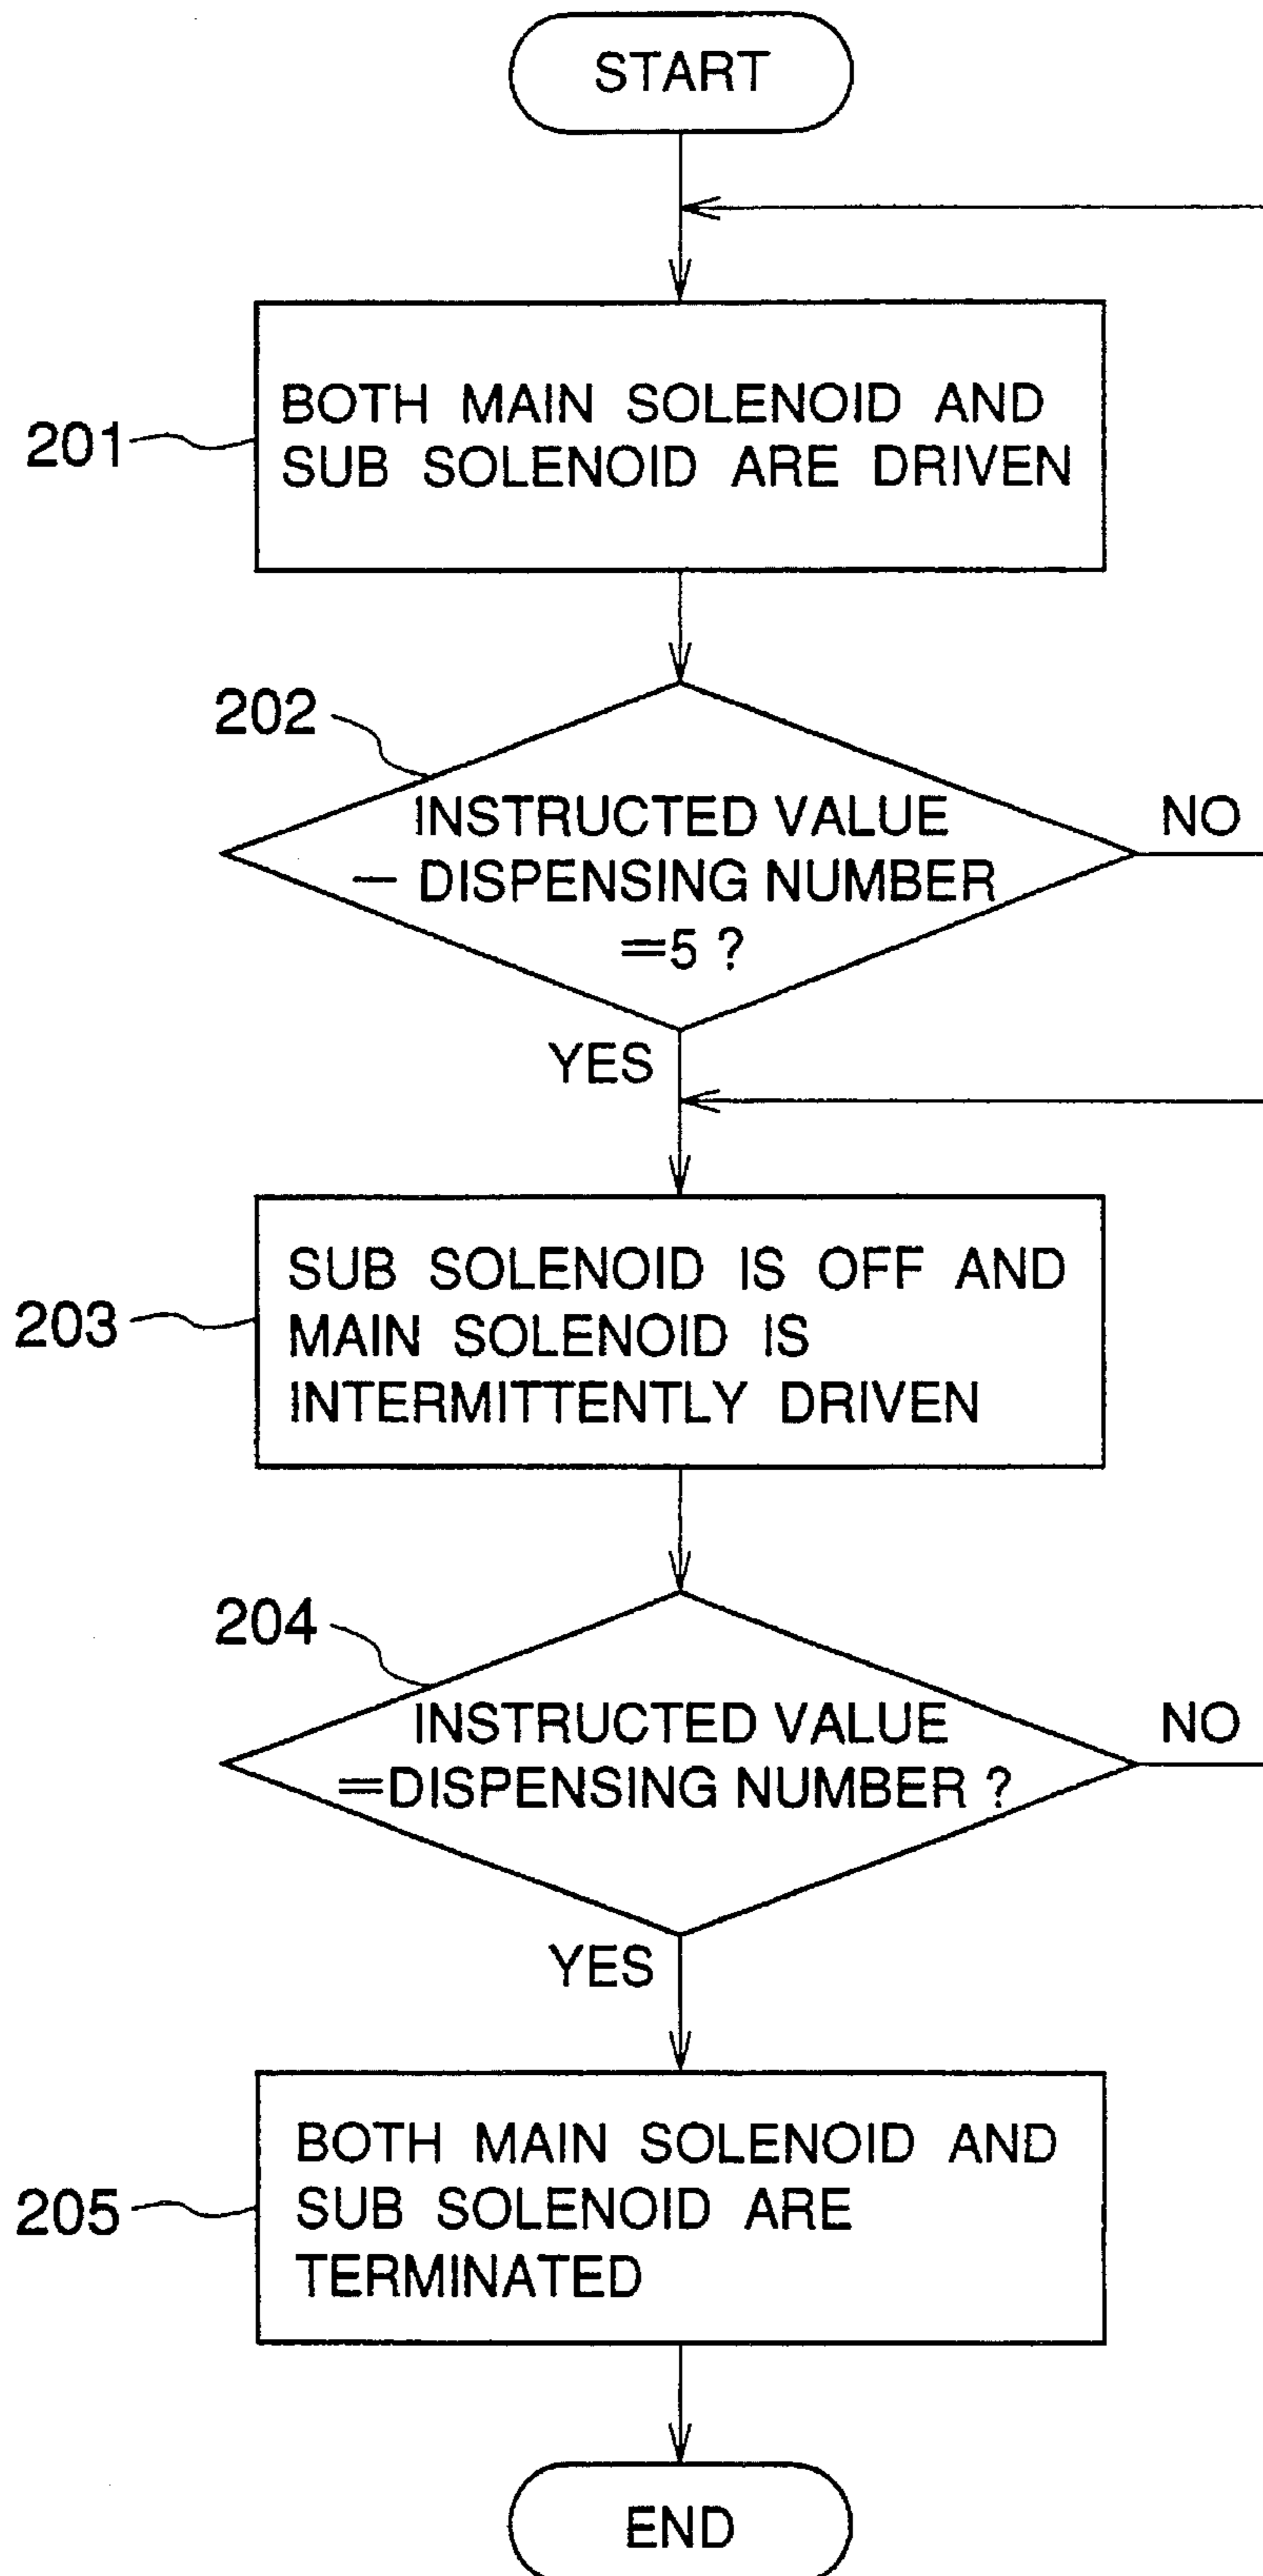 START
201
BOTH MAIN SOLENOID AND
SUB SOLENOID ARE DRIVEN
202
INSTRUCTED VALUE
— DISPENSING NUMBER
=5 ?
NO
YES
203
SUB SOLENOID IS OFF AND
MAIN SOLENOID IS
INTERMITTENTLY DRIVEN
204
INSTRUCTED VALUE
=DISPENSING NUMBER ?
NO
YES
205
BOTH MAIN SOLENOID AND
SUB SOLENOID ARE
TERMINATED
END